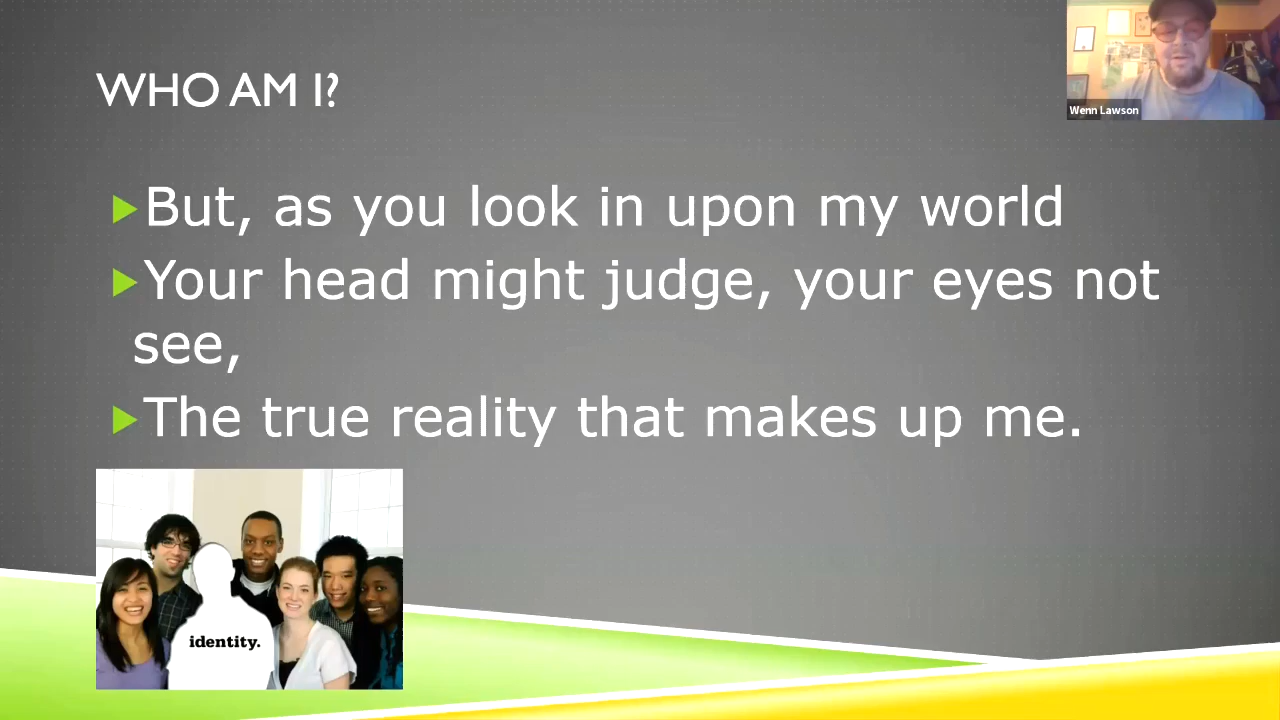 WHO AM I?
Wenn Lawson
But, as you look in upon my world
Your head might judge, your eyes not
see,
The true reality that makes up me.
identity.